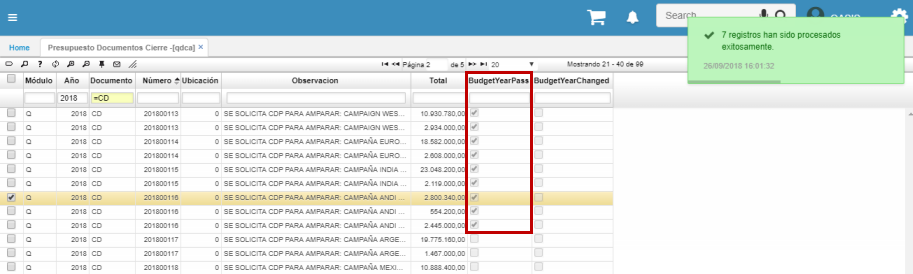 Search
7 registros han sido procesados
exitosamente.
26/09/2018 16:01:32
Home Presupuesto Documentos Cierre -[qdca] ×
Página 2 de 5 20 Mostrando 21 - 40 de 99
Módulo Año Documento Número Ubicación Observacion Total BudgetYearPass BudgetYearChanged
2018 =CD
Q 2018 CD 201800113 0 SE SOLICITA CDP PARA AMPARAR: CAMPAIGN WES... 10.930.780,00
Q 2018 CD 201800113 0 SE SOLICITA CDP PARA AMPARAR: CAMPAIGN WES... 2.934.000,00
Q 2018 CD 201800114 0 SE SOLICITA CDP PARA AMPARAR: CAMPAÑA EURO... 18.582.000,00
Q 2018 CD 201800114 0 SE SOLICITA CDP PARA AMPARAR: CAMPAÑA EURO... 2.608.000,00
Q 2018 CD 201800115 0 SE SOLICITA CDP PARA AMPARAR: CAMPAÑA INDIA ... 23.048.200,00
Q 2018 CD 201800115 0 SE SOLICITA CDP PARA AMPARAR: CAMPAÑA INDIA ... 2.119.000,00
Q 2018 CD 201800116 0 SE SOLICITA CDP PARA AMPARAR: CAMPAÑA ANDI ... 2.800.340,00
Q 2018 CD 201800116 0 SE SOLICITA CDP PARA AMPARAR: CAMPAÑA ANDI ... 554.200,00
Q 2018 CD 201800116 0 SE SOLICITA CDP PARA AMPARAR: CAMPAÑA ANDI ... 2.445.000,00
Q 2018 CD 201800117 0 SE SOLICITA CDP PARA AMPARAR: CAMPAÑA ARGE... 19.775.160,00
Q 2018 CD 201800117 0 SE SOLICITA CDP PARA AMPARAR: CAMPAÑA ARGE... 1.467.000,00
Q 2018 CD 201800118 0 SE SOLICITA CDP PARA AMPARAR: CAMPAÑA MEXI... 10.888.400,00